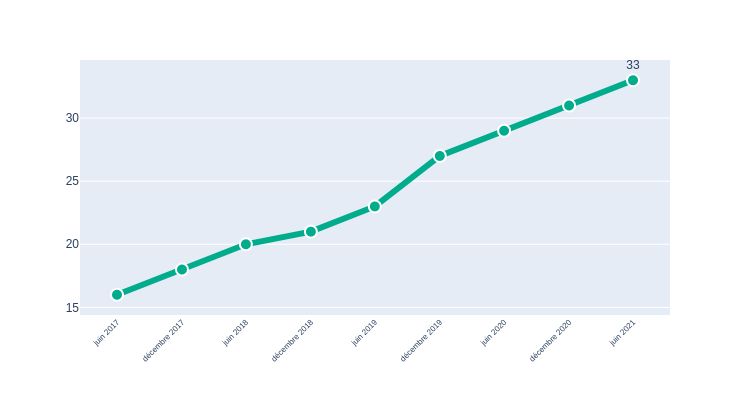 33
30
25
20
15
juin 2017
décembre 2017
juin 2018
décembre 2018
juin 2019
décembre 2019
juin 2020
décembre 2020
juin 2021